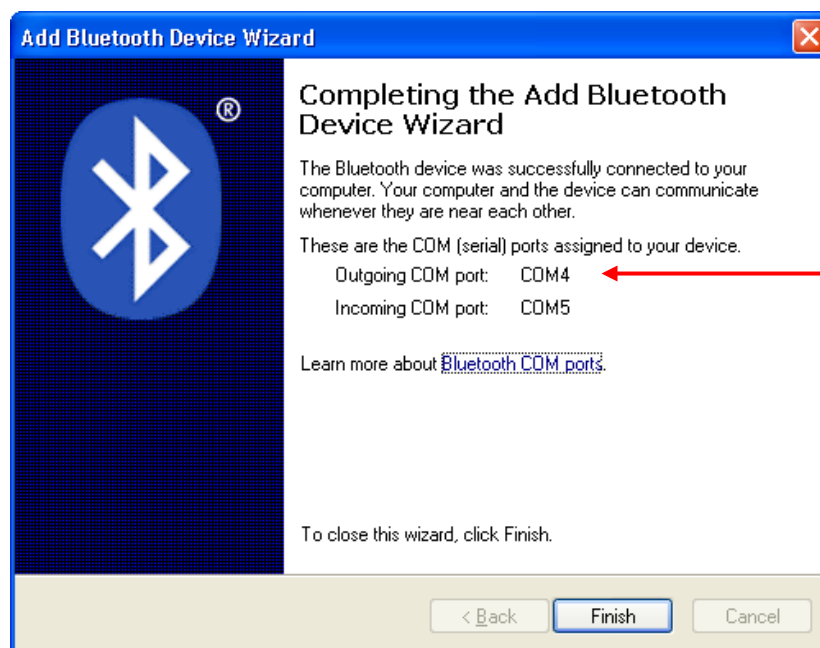 Add Bluetooth Device Wizard
®
Completing the Add Bluetooth
Device Wizard
The Bluetooth device was successfully connected to your
computer. Your computer and the device can communicate
whenever they are near each other.
These are the COM (serial) ports assigned to your device.
Outgoing COM port: COM4
Incoming COM port: COM5
Learn more about Bluetooth COM ports.
To close this wizard, click Finish.
< Back Finish Cancel